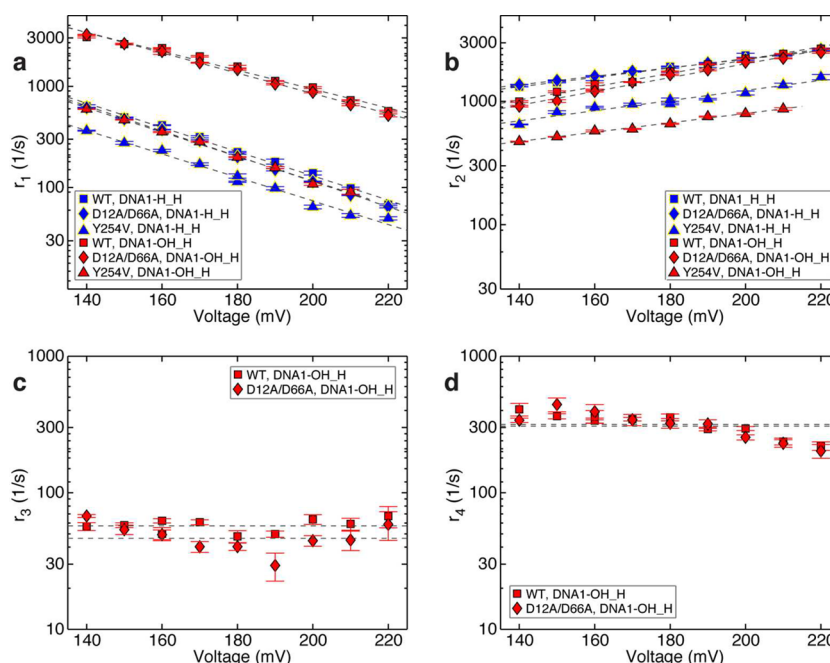 a
r1 (1/s)
3000
1000
300
100
30
WT, DNA1-H_H
D12A/D66A, DNA1-H_H
Y254V, DNA1-H_H
WT, DNA1-OH_H
D12A/D66A, DNA1-OH_H
Y254V, DNA1-OH_H
140 160 180 200 220
Voltage (mV)
b
r2 (1/s)
3000
1000
300
100
30
WT, DNA1_H_H
D12A/D66A, DNA1-H_H
Y254V, DNA1-H_H
WT, DNA1-OH_H
D12A/D66A, DNA1-OH_H
Y254V, DNA1-OH_H
140 160 180 200 220
Voltage (mV)
c
r3 (1/s)
1000
300
100
30
10
WT, DNA1-OH_H
D12A/D66A, DNA1-OH_H
140 160 180 200 220
Voltage (mV)
d
r4 (1/s)
1000
300
100
30
10
WT, DNA1-OH_H
D12A/D66A, DNA1-OH_H
140 160 180 200 220
Voltage (mV)